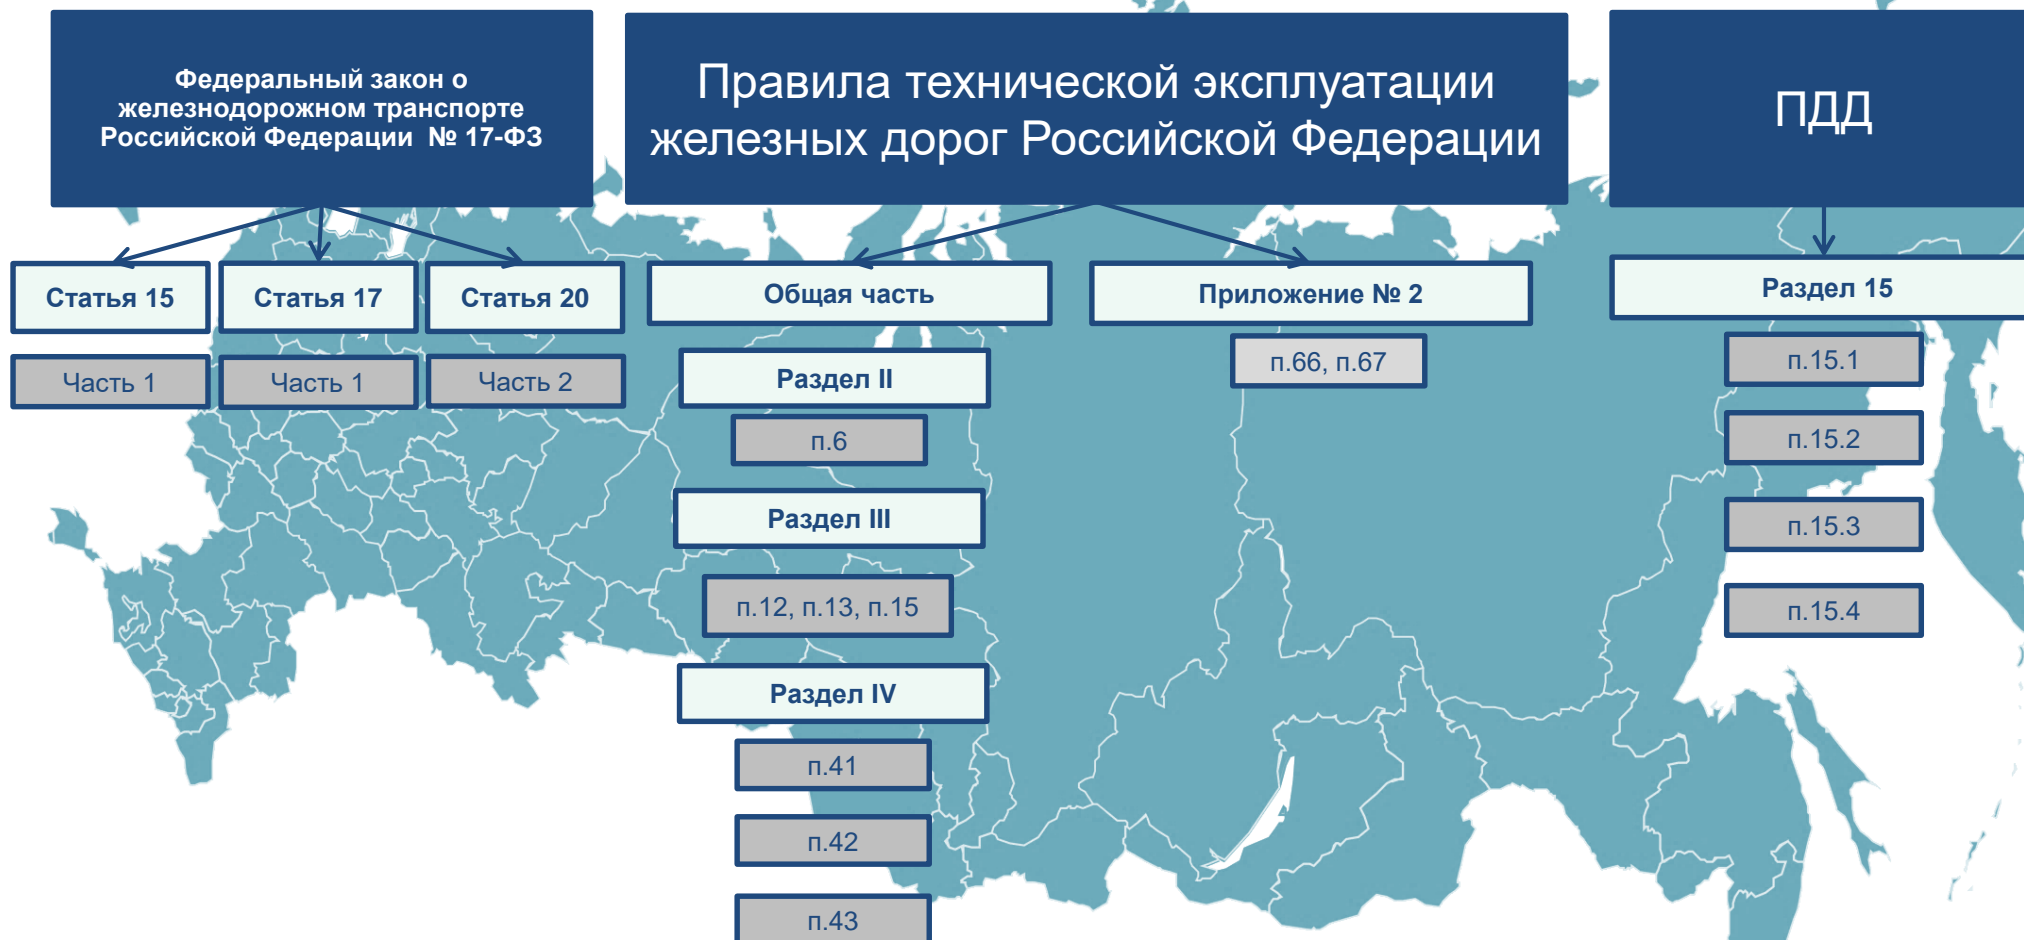 Федеральный закон о
железнодорожном транспорте
Российской Федерации № 17-ФЗ
Правила технической эксплуатации
железных дорог Российской Федерации
ПДД
Статья 15
Статья 17
Статья 20
Общая часть
Приложение № 2
Раздел 15
Часть 1
Часть 1
Часть 2
Раздел II
п.6
Раздел III
п.12, п.13, п.15
Раздел IV
п.41
п.42
п.43
п.66, п.67
п.15.1
п.15.2
п.15.3
п.15.4